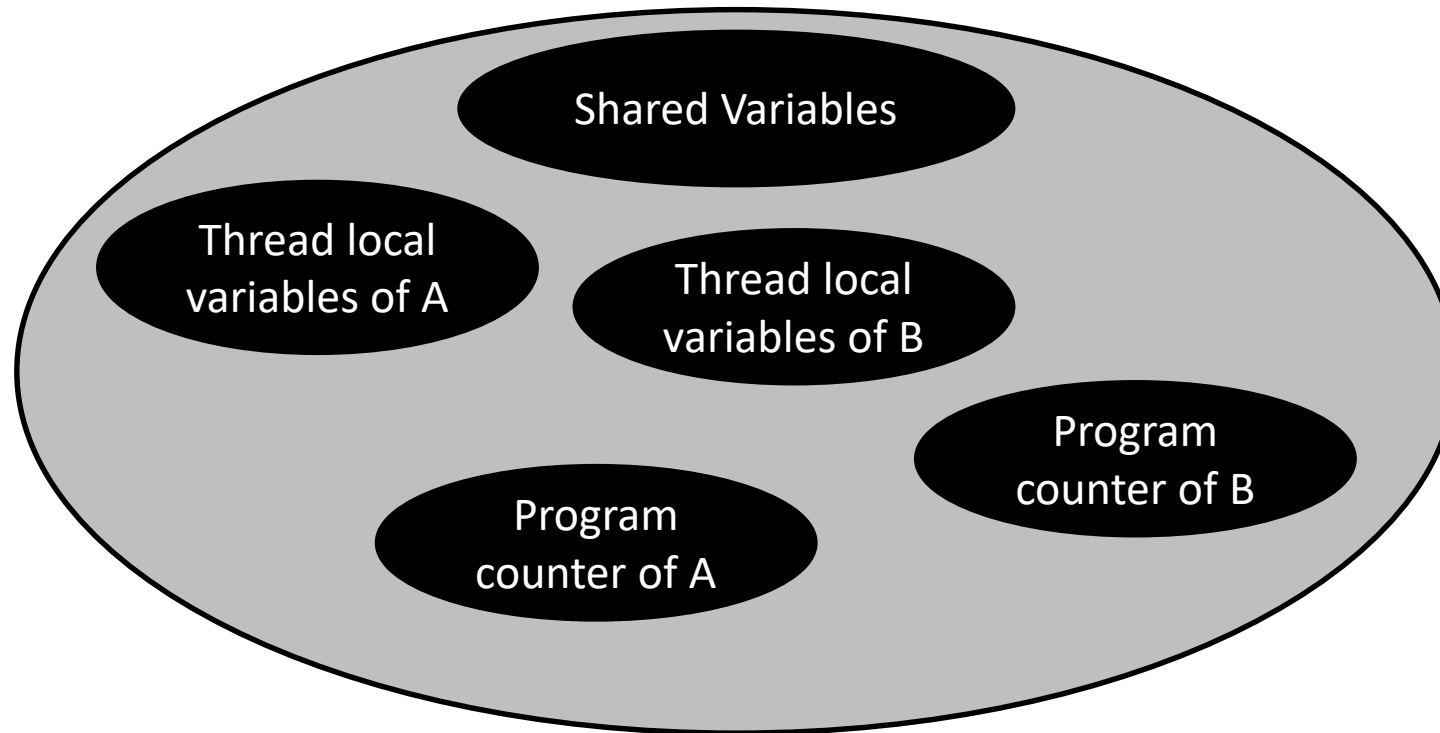 Shared Variables
Thread local
variables of A
Thread local
variables of B
Program
counter of B
Program
counter of A